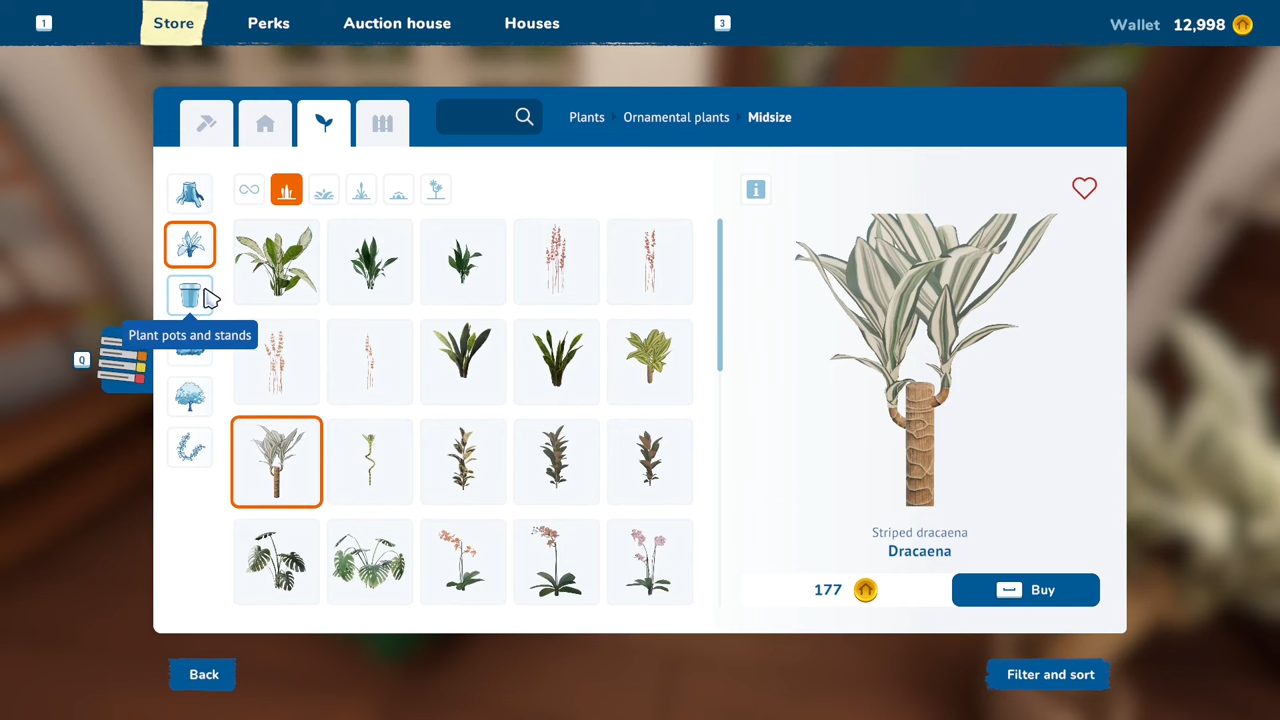 1
Store
Perks
Auction house
Houses
3
Wallet 12,998
Plants
Ornamental plants
Midsize
Plant pots and stands
Q
Striped dracaena
Dracaena
177
Buy
Back
Filter and sort